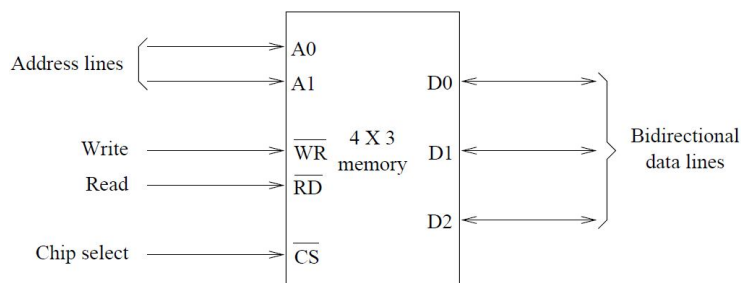 Address lines
A0
A1
D0
Write
WR
4 X 3
memory
D1
Bidirectional
data lines
Read
RD
D2
Chip select
CS